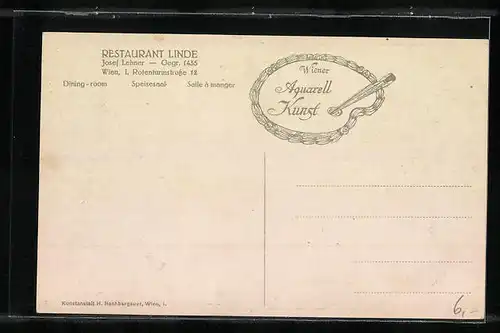 RESTAURANT LINDE
Josef Lehner — Gegr. 1435
Wien, I, Rotenturmstraße 12
Dining-room Speisesaal Salle à manger
Wiener
Aquarell
Kunst
Kunstanstalt H. Rechbergauer, Wien, I.
6,-